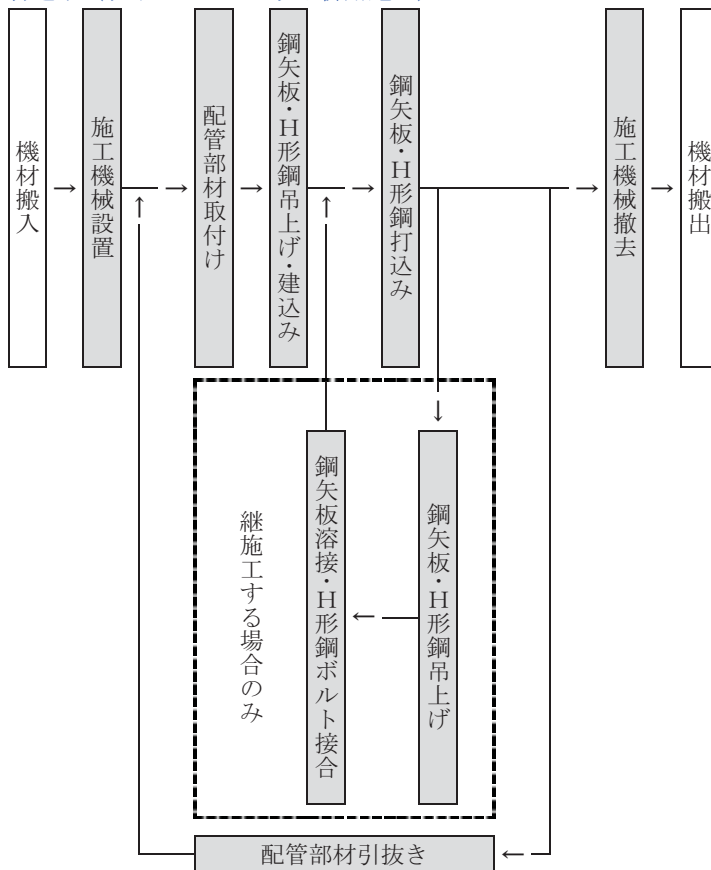 機材搬入
施工機械設置
配管部材取付け
鋼矢板・H形鋼吊上げ・建込み
鋼矢板・H形鋼打込み
施工機械撤去
機材搬出
継施工する場合のみ
鋼矢板溶接・H形鋼ボルト接合
鋼矢板・H形鋼吊上げ
配管部材引抜き